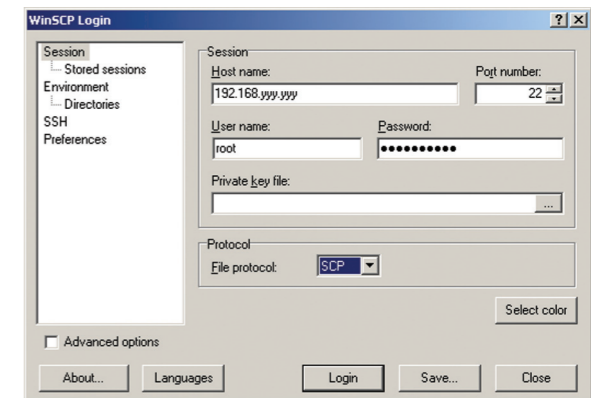 WinSCP Login
Session
Stored sessions
Environment
Directories
SSH
Preferences
Session
Host name:
Port number:
192.168.yyy.yyy
22
User name:
Password:
root
●●●●●●●●●●
Private key file:
...
Protocol
File protocol:
SCP
Select color
Advanced options
About...
Languages
Login
Save...
Close